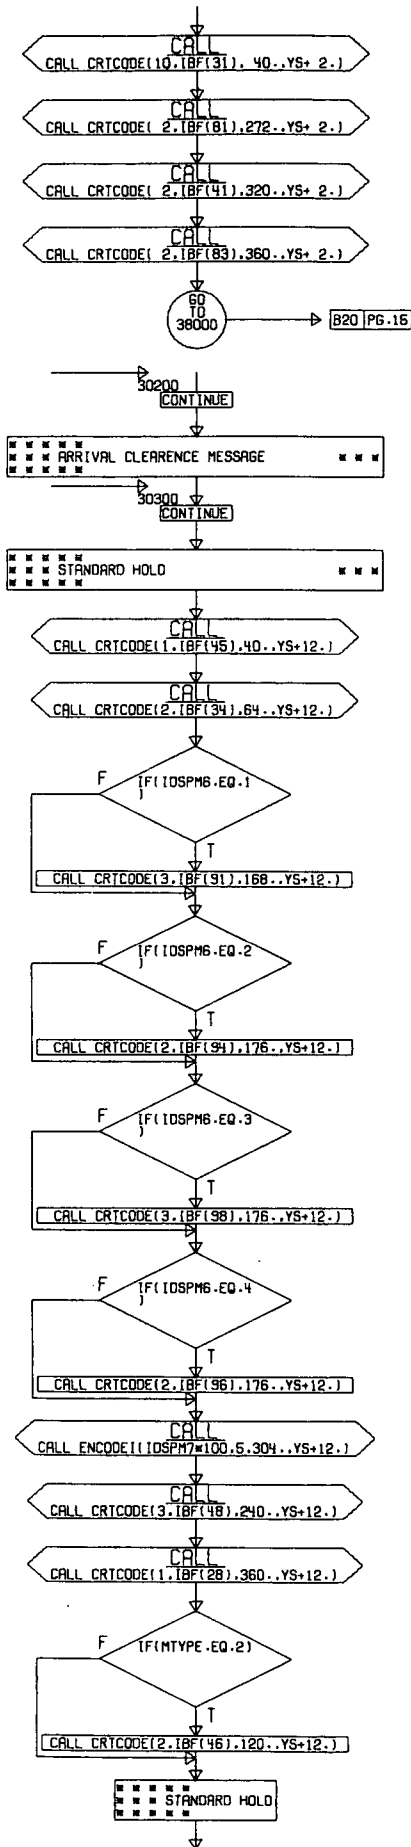 CALL
CALL CRTCODE(10,IBF(31), 40.,YS+ 2.)
CALL
CALL CRTCODE( 2,IBF(81),272.,YS+ 2.)
CALL
CALL CRTCODE( 2,IBF(41),320.,YS+ 2.)
CALL
CALL CRTCODE( 2,IBF(83),360.,YS+ 2.)
GO
TO
38000
B20 PG.15
30200
CONTINUE
* * * * *
* * * * * ARRIVAL CLEARENCE MESSAGE * * *
* * * * *
30300
CONTINUE
* * * * *
* * * * * STANDARD HOLD * * *
* * * * *
CALL
CALL CRTCODE(1,IBF(45),40.,YS+12.)
CALL
CALL CRTCODE(2,IBF(34),64.,YS+12.)
F IF(IDSPM6.EQ.1
)
T
CALL CRTCODE(3,IBF(91),168.,YS+12.)
F IF(IDSPM6.EQ.2
)
T
CALL CRTCODE(2,IBF(94),176.,YS+12.)
F IF(IDSPM6.EQ.3
)
T
CALL CRTCODE(3,IBF(98),176.,YS+12.)
F IF(IDSPM6.EQ.4
)
T
CALL CRTCODE(2,IBF(96),176.,YS+12.)
CALL
CALL ENCODEI(IDSPM7*100,5,304.,YS+12.)
CALL
CALL CRTCODE(3,IBF(48),240.,YS+12.)
CALL
CALL CRTCODE(1,IBF(28),360.,YS+12.)
F IF(MTYPE.EQ.2)
T
CALL CRTCODE(2,IBF(46),120.,YS+12.)
* * * * *
* * * * * STANDARD HOLD
* * * * *